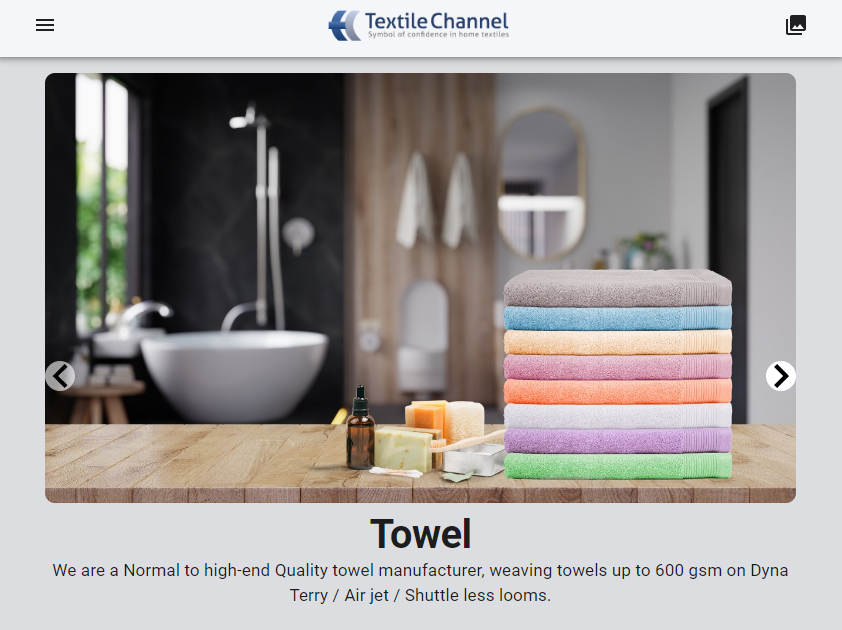 Textile Channel
Symbol of confidence in home textiles
Towel
We are a Normal to high-end Quality towel manufacturer, weaving towels up to 600 gsm on Dyna
Terry / Air jet / Shuttle less looms.